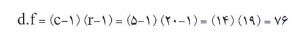 d.f = (c-۱) (r-۱) = (۵-۱) (۲۰-۱) = (۱۴) (۱۹) = ۷۶